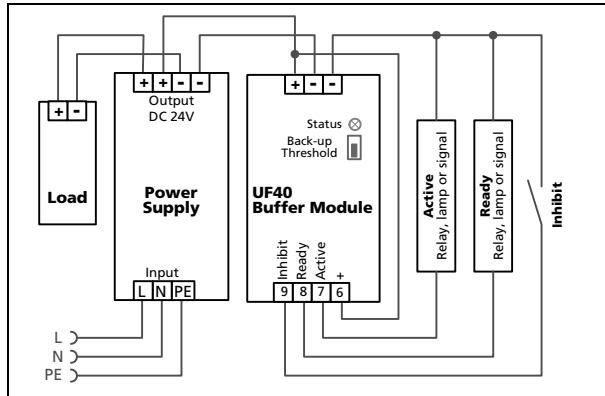 + + - -
+ - -
+ -
Output
DC 24V
Status
Back-up
Threshold
Load
Power
Supply
UF40
Buffer Module
Active
Relay, lamp or signal
Ready
Relay, lamp or signal
Inhibit
Input
L N PE
Inhibit
Ready
Active
+
9 8 7 6
L
N
PE